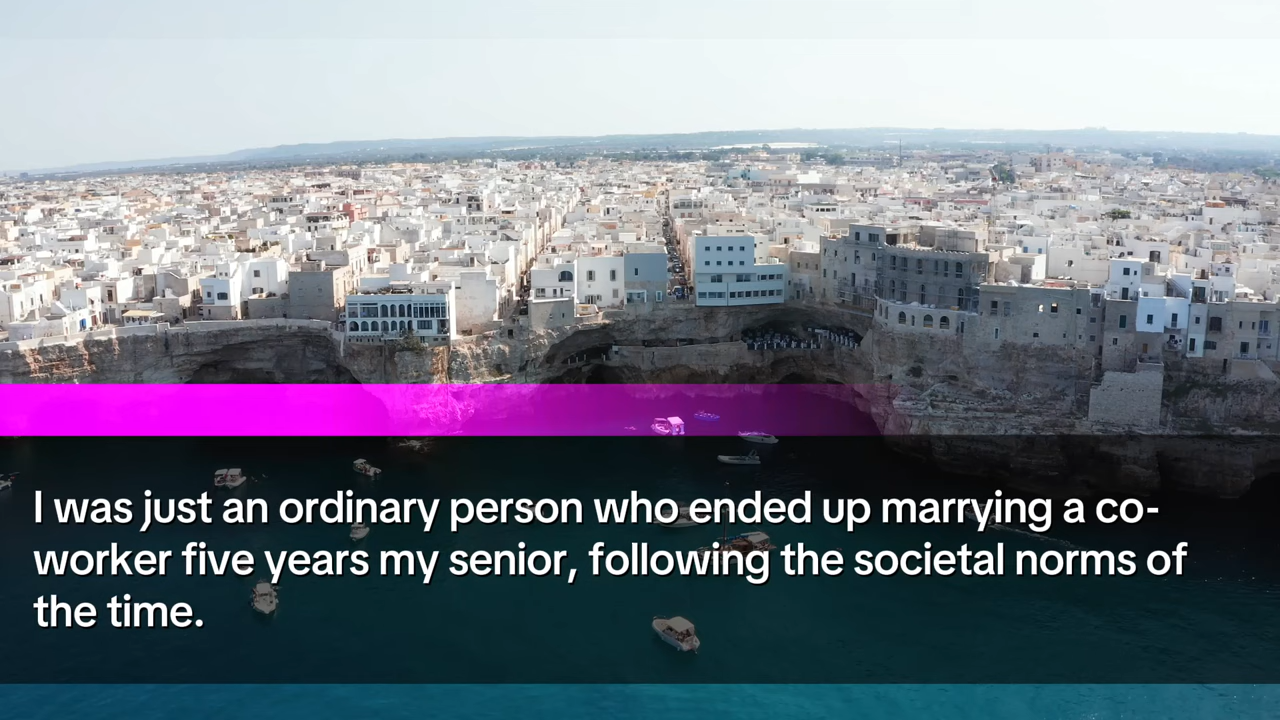 I was just an ordinary person who ended up marrying a co-
worker five years my senior, following the societal norms of
the time.